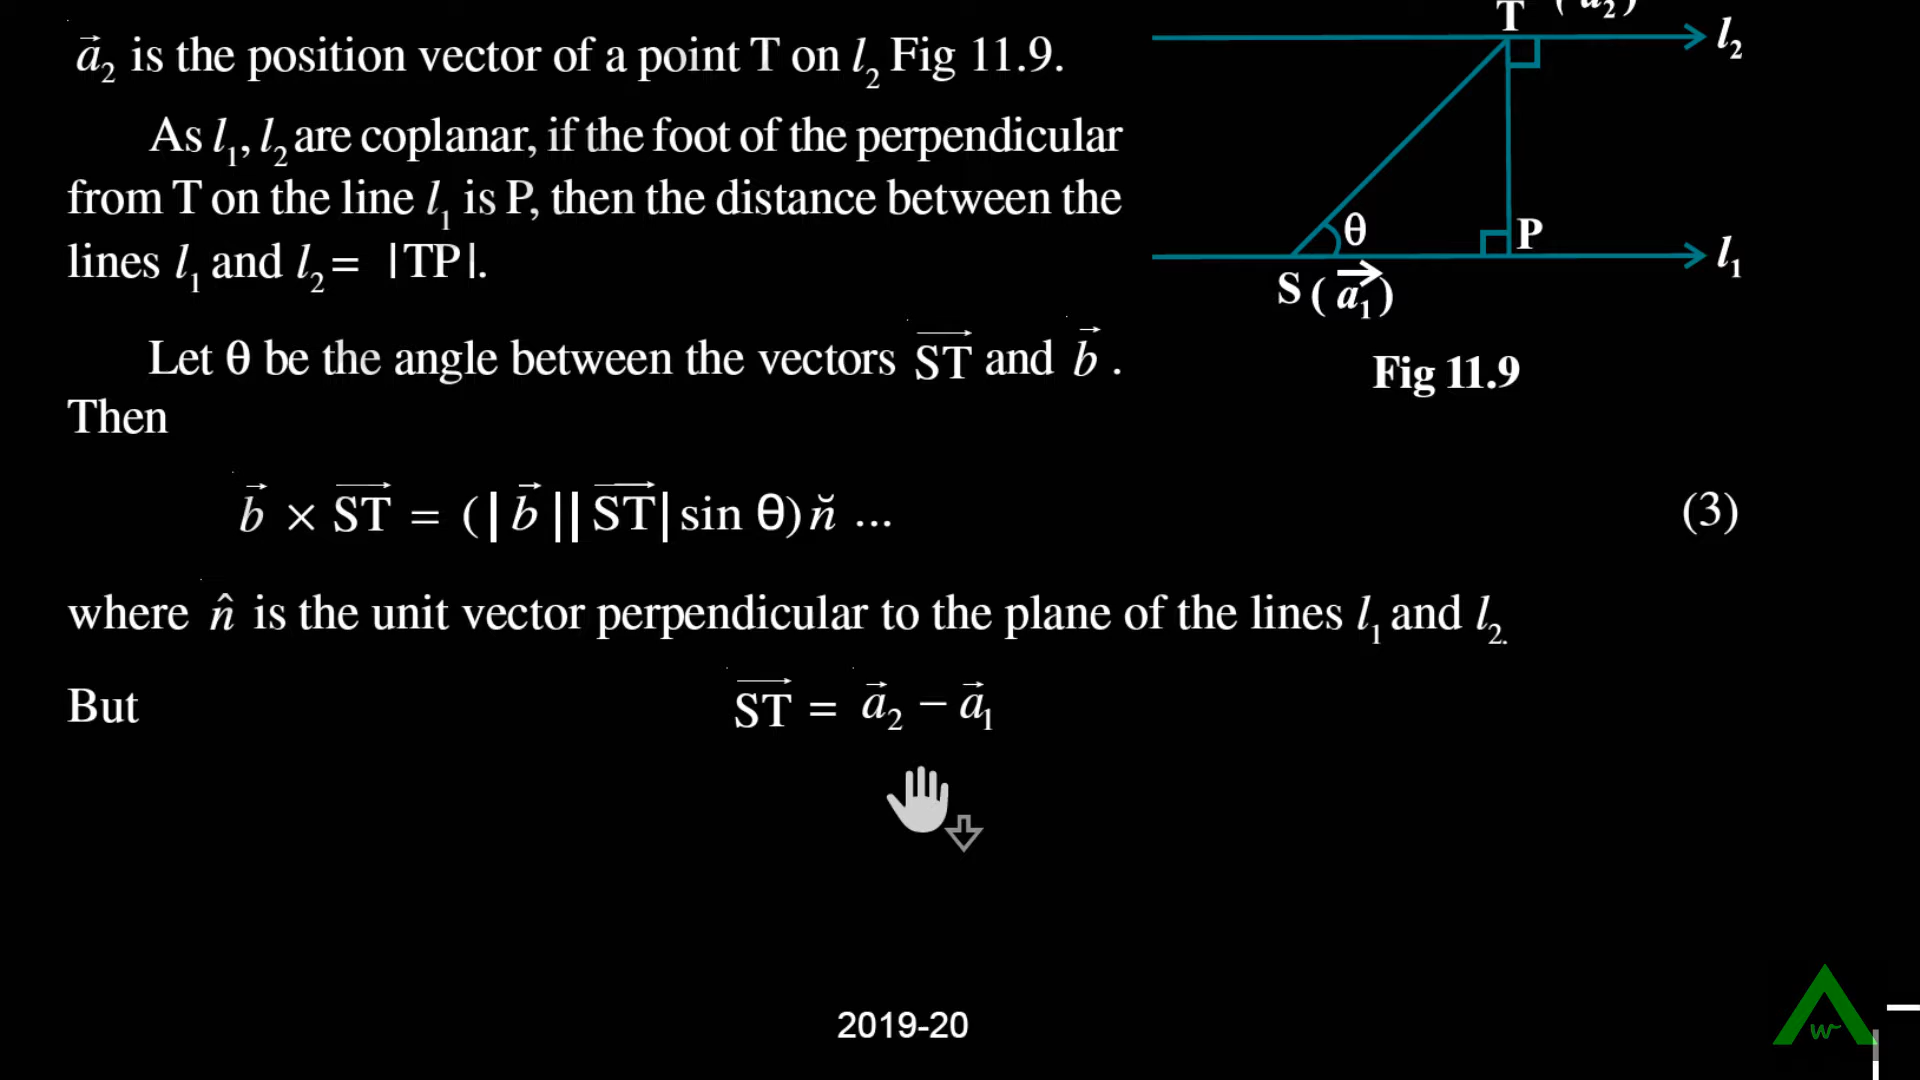 T (a⃗₂)
l₂
a⃗₂ is the position vector of a point T on l₂ Fig 11.9.
As l₁, l₂ are coplanar, if the foot of the perpendicular
from T on the line l₁ is P, then the distance between the
lines l₁ and l₂ = |TP|.
θ
P
l₁
S (a⃗₁)
Fig 11.9
Let θ be the angle between the vectors S͞T⃗ and b⃗ .
Then
b⃗ × S͞T⃗ = (|b⃗||S͞T⃗| sin θ) n̆ ... (3)
where n̂ is the unit vector perpendicular to the plane of the lines l₁ and l₂.
But S͞T⃗ = a⃗₂ − a⃗₁
2019-20
w